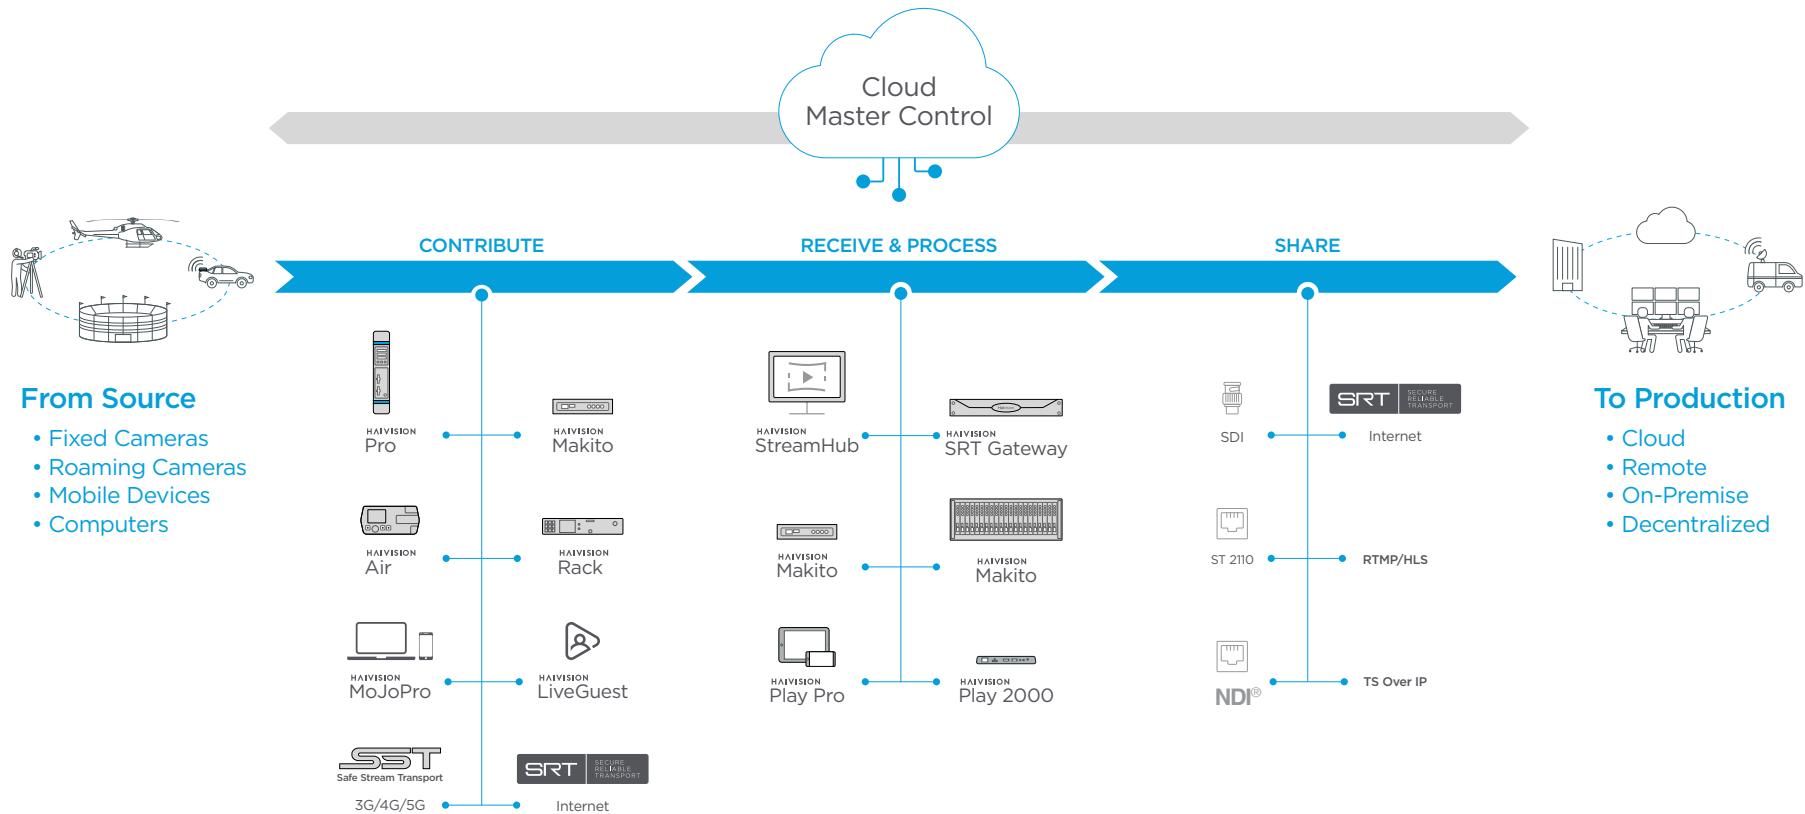 Cloud
Master Control
CONTRIBUTE
RECEIVE & PROCESS
SHARE
From Source
• Fixed Cameras
• Roaming Cameras
• Mobile Devices
• Computers
HAIVISION
Pro
HAIVISION
Makito
HAIVISION
Air
HAIVISION
Rack
HAIVISION
MoJoPro
HAIVISION
LiveGuest
SST
Safe Stream Transport
3G/4G/5G
SRT
SECURE
RELIABLE
TRANSPORT
Internet
HAIVISION
StreamHub
HAIVISION
SRT Gateway
HAIVISION
Makito
HAIVISION
Makito
HAIVISION
Play Pro
HAIVISION
Play 2000
SDI
SRT
SECURE
RELIABLE
TRANSPORT
Internet
ST 2110
RTMP/HLS
NDI®
TS Over IP
To Production
• Cloud
• Remote
• On-Premise
• Decentralized